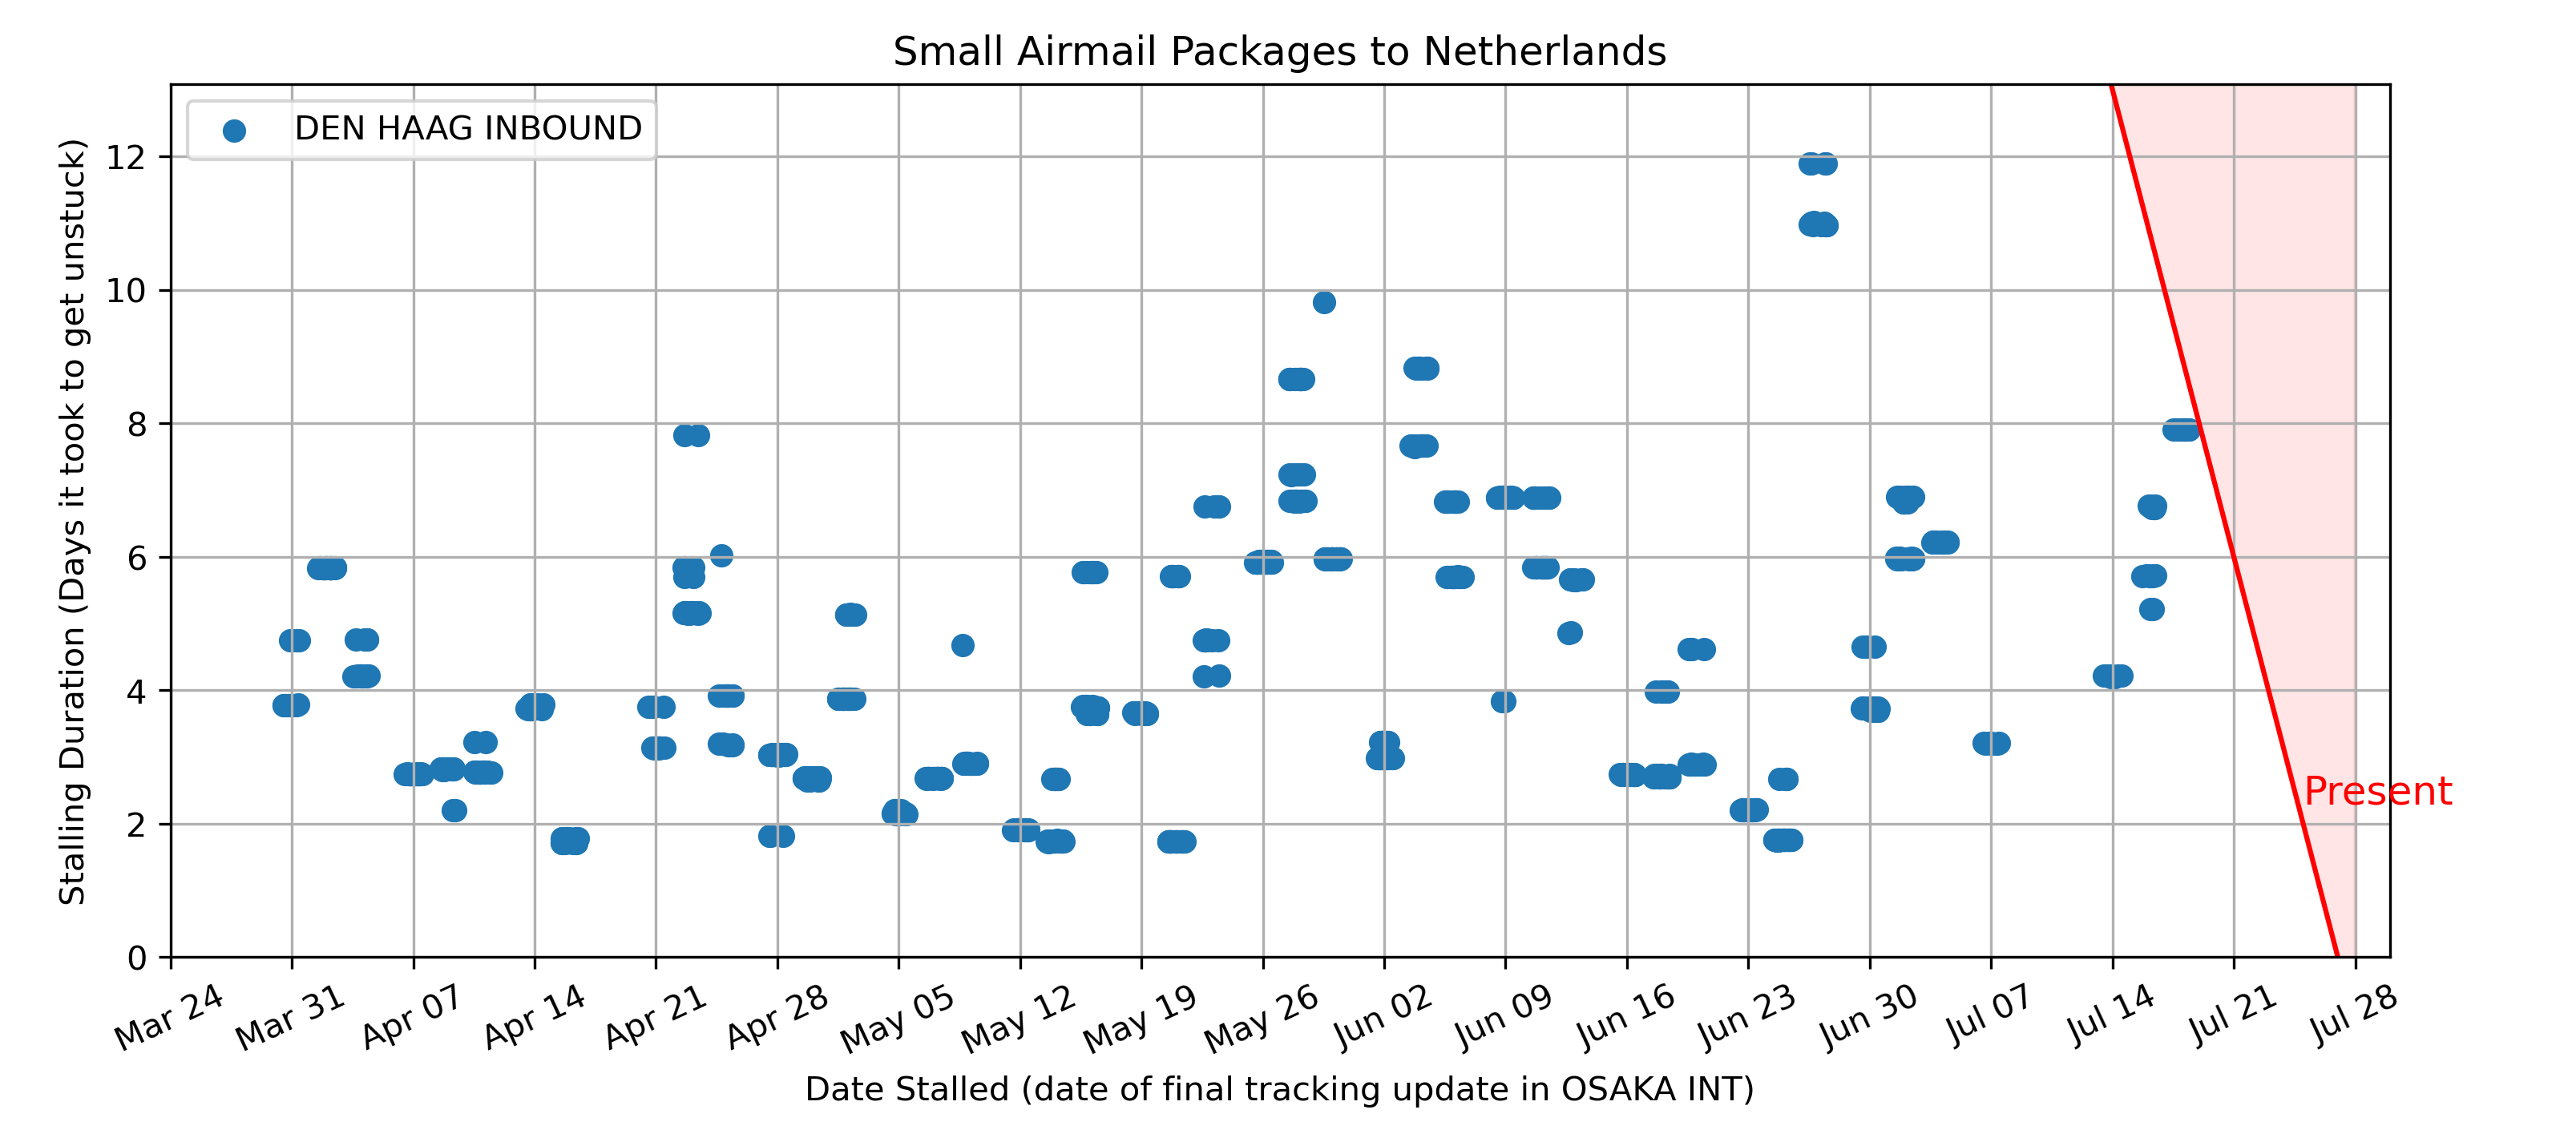 Small Airmail Packages to Netherlands
DEN HAAG INBOUND
Stalling Duration (Days it took to get unstuck)
12
10
8
6
4
2
0
Present
Mar 24
Mar 31
Apr 07
Apr 14
Apr 21
Apr 28
May 05
May 12
May 19
May 26
Jun 02
Jun 09
Jun 16
Jun 23
Jun 30
Jul 07
Jul 14
Jul 21
Jul 28
Date Stalled (date of final tracking update in OSAKA INT)